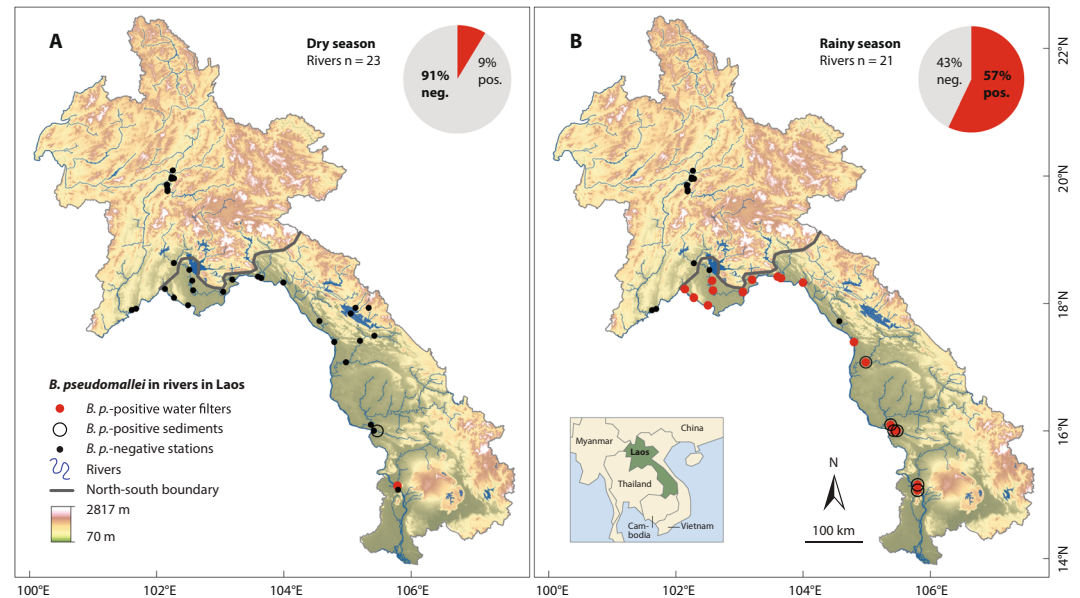 A
Dry season
Rivers n = 23
91%
neg.
9%
pos.
B. pseudomallei in rivers in Laos
B. p.-positive water filters
B. p.-positive sediments
B. p.-negative stations
Rivers
North-south boundary
2817 m
70 m
100°E
102°E
104°E
106°E
B
Rainy season
Rivers n = 21
43%
neg.
57%
pos.
22°N
20°N
18°N
16°N
14°N
Myanmar
China
Laos
Thailand
Cam-
bodia
Vietnam
N
100 km
100°E
102°E
104°E
106°E